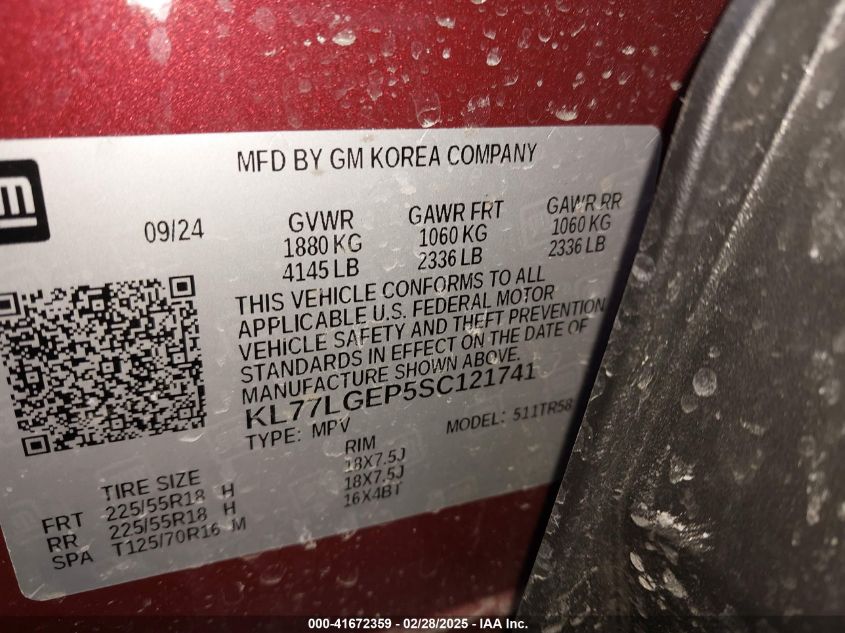 MFD BY GM KOREA COMPANY
gm
09/24
GVWR
1880 KG
4145 LB
GAWR FRT
1060 KG
2336 LB
GAWR RR
1060 KG
2336 LB
THIS VEHICLE CONFORMS TO ALL
APPLICABLE U.S. FEDERAL MOTOR
VEHICLE SAFETY AND THEFT PREVENTION
STANDARDS IN EFFECT ON THE DATE OF
MANUFACTURE SHOWN ABOVE.
KL77LGEP5SC121741
TYPE: MPV
MODEL: 511TR58
TIRE SIZE RIM
FRT 225/55R18 H 18X7.5J
RR 225/55R18 H 18X7.5J
SPA T125/70R16 M 16X4BT
000-41672359 - 02/28/2025 - IAA Inc.